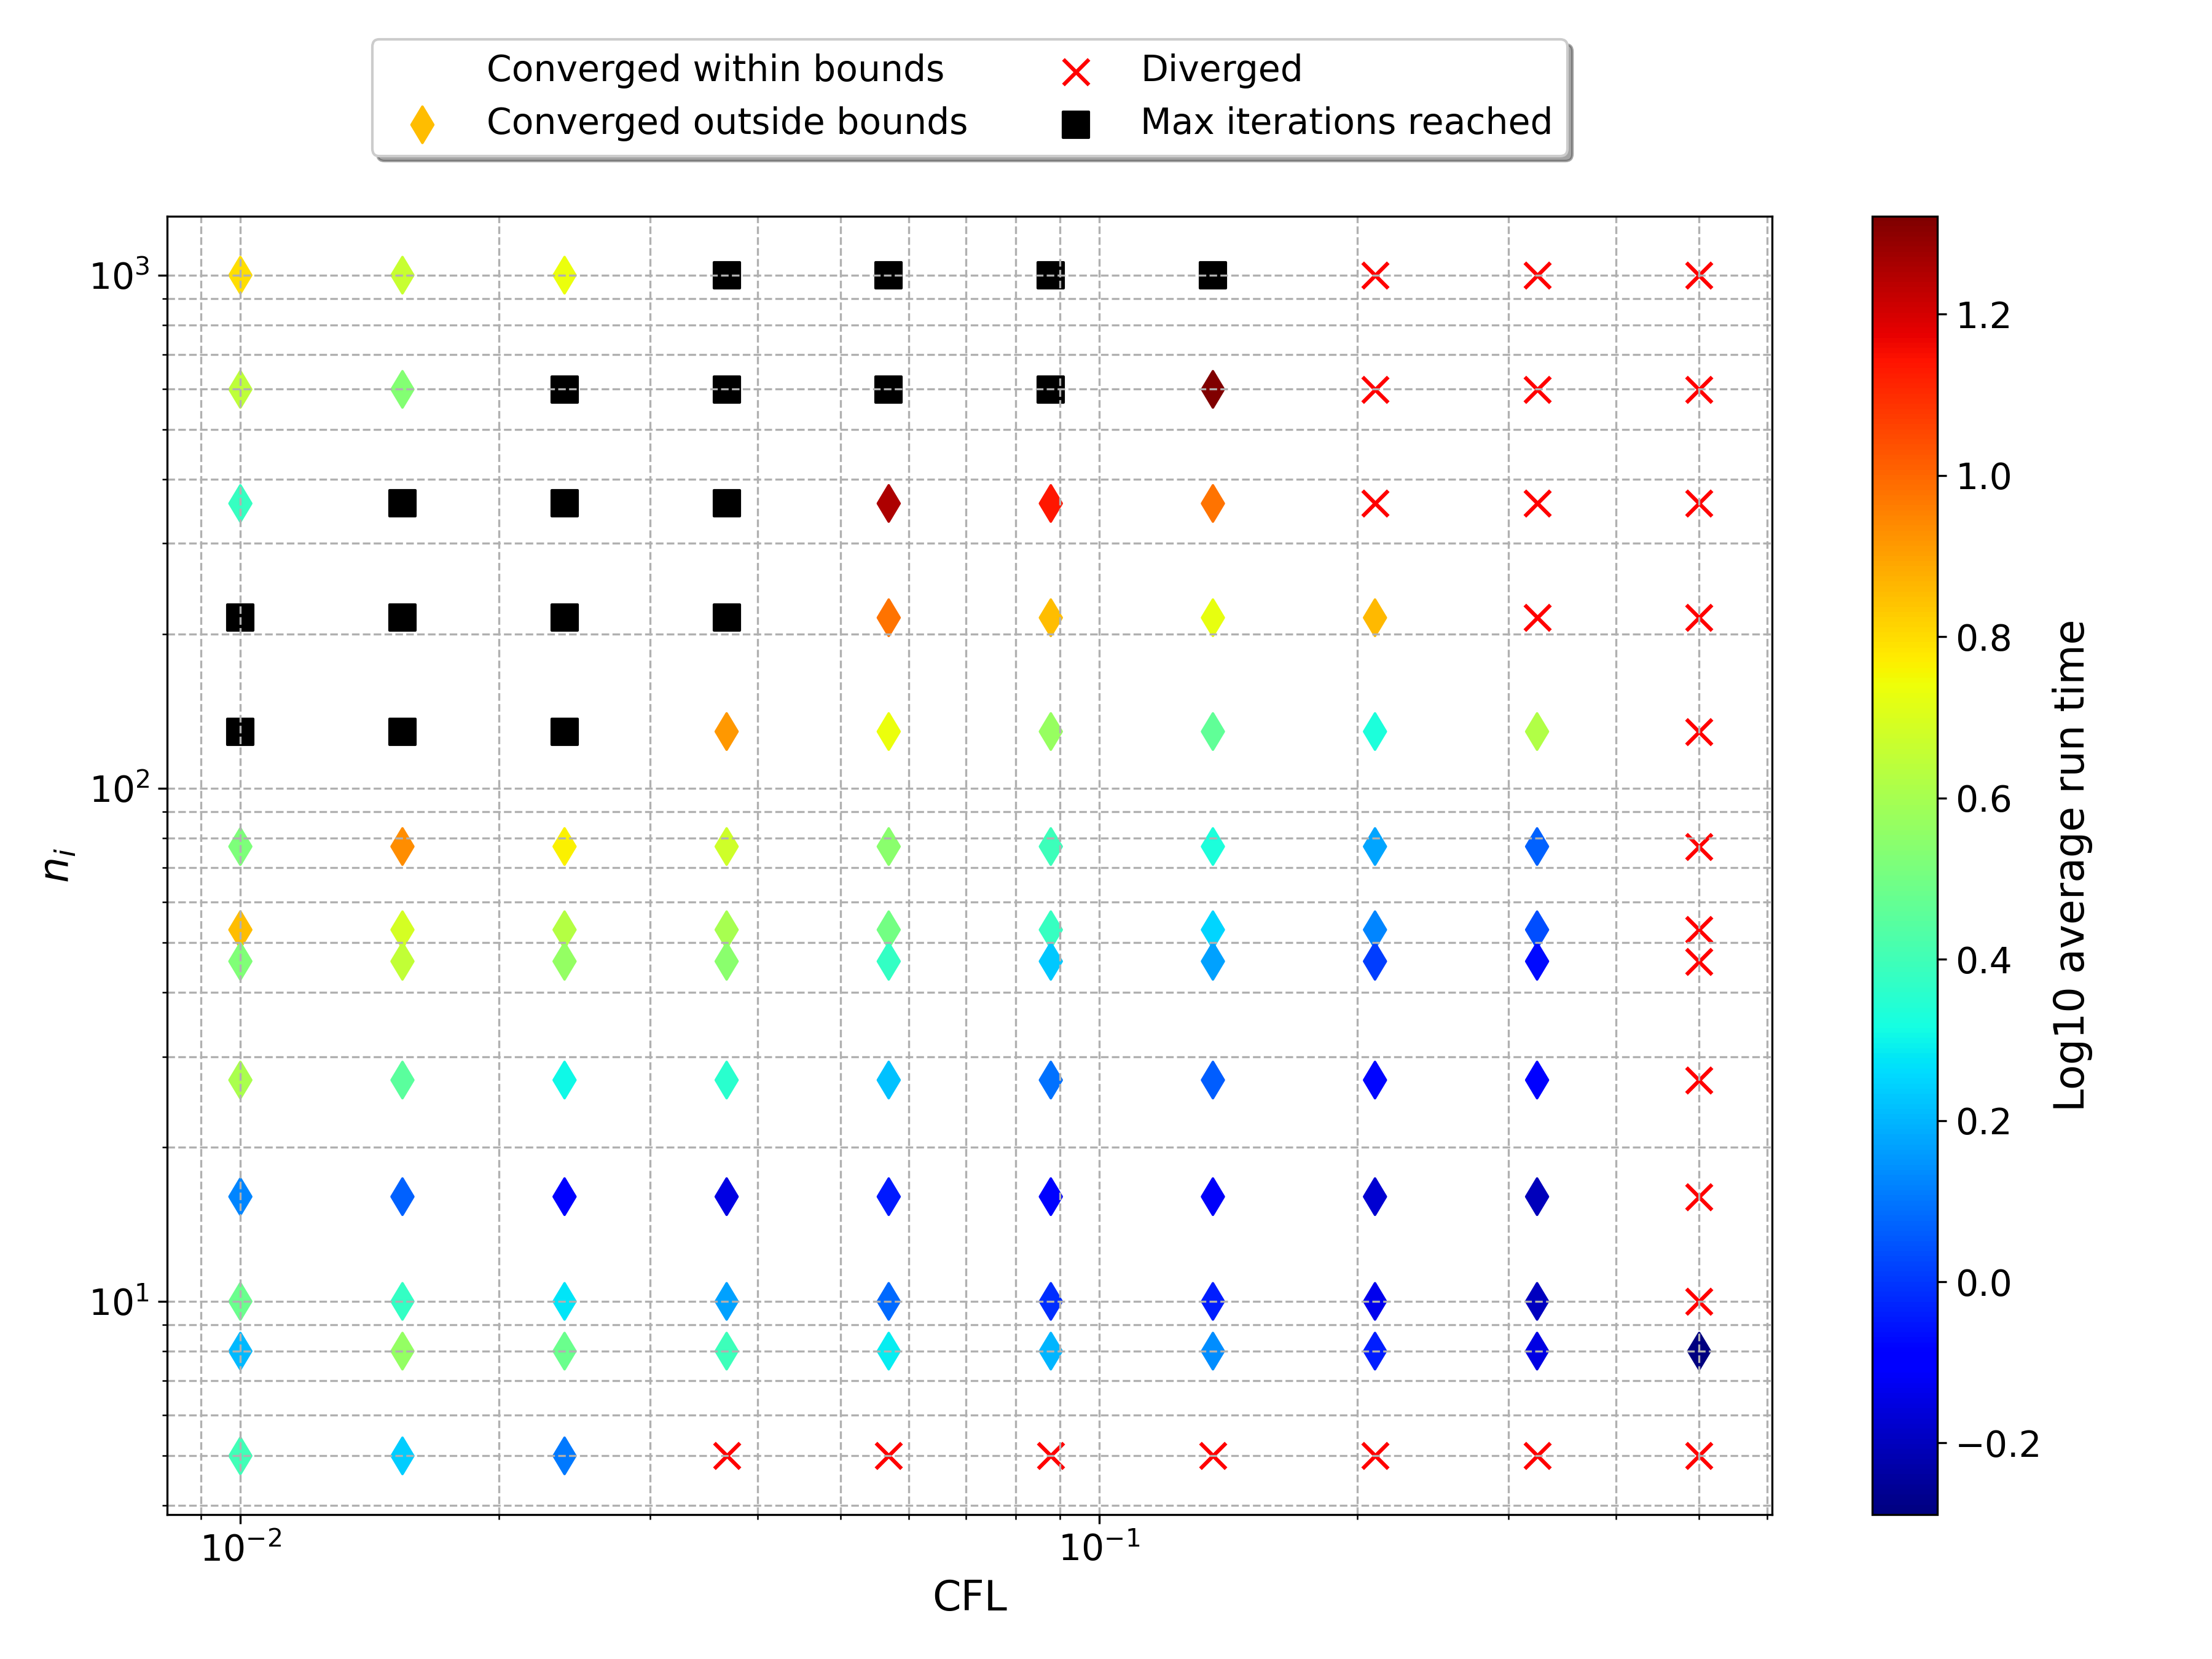 Converged within bounds
Converged outside bounds
Diverged
Max iterations reached
10³
10²
10¹
n_i
10⁻²
10⁻¹
CFL
1.2
1.0
0.8
0.6
0.4
0.2
0.0
−0.2
Log10 average run time